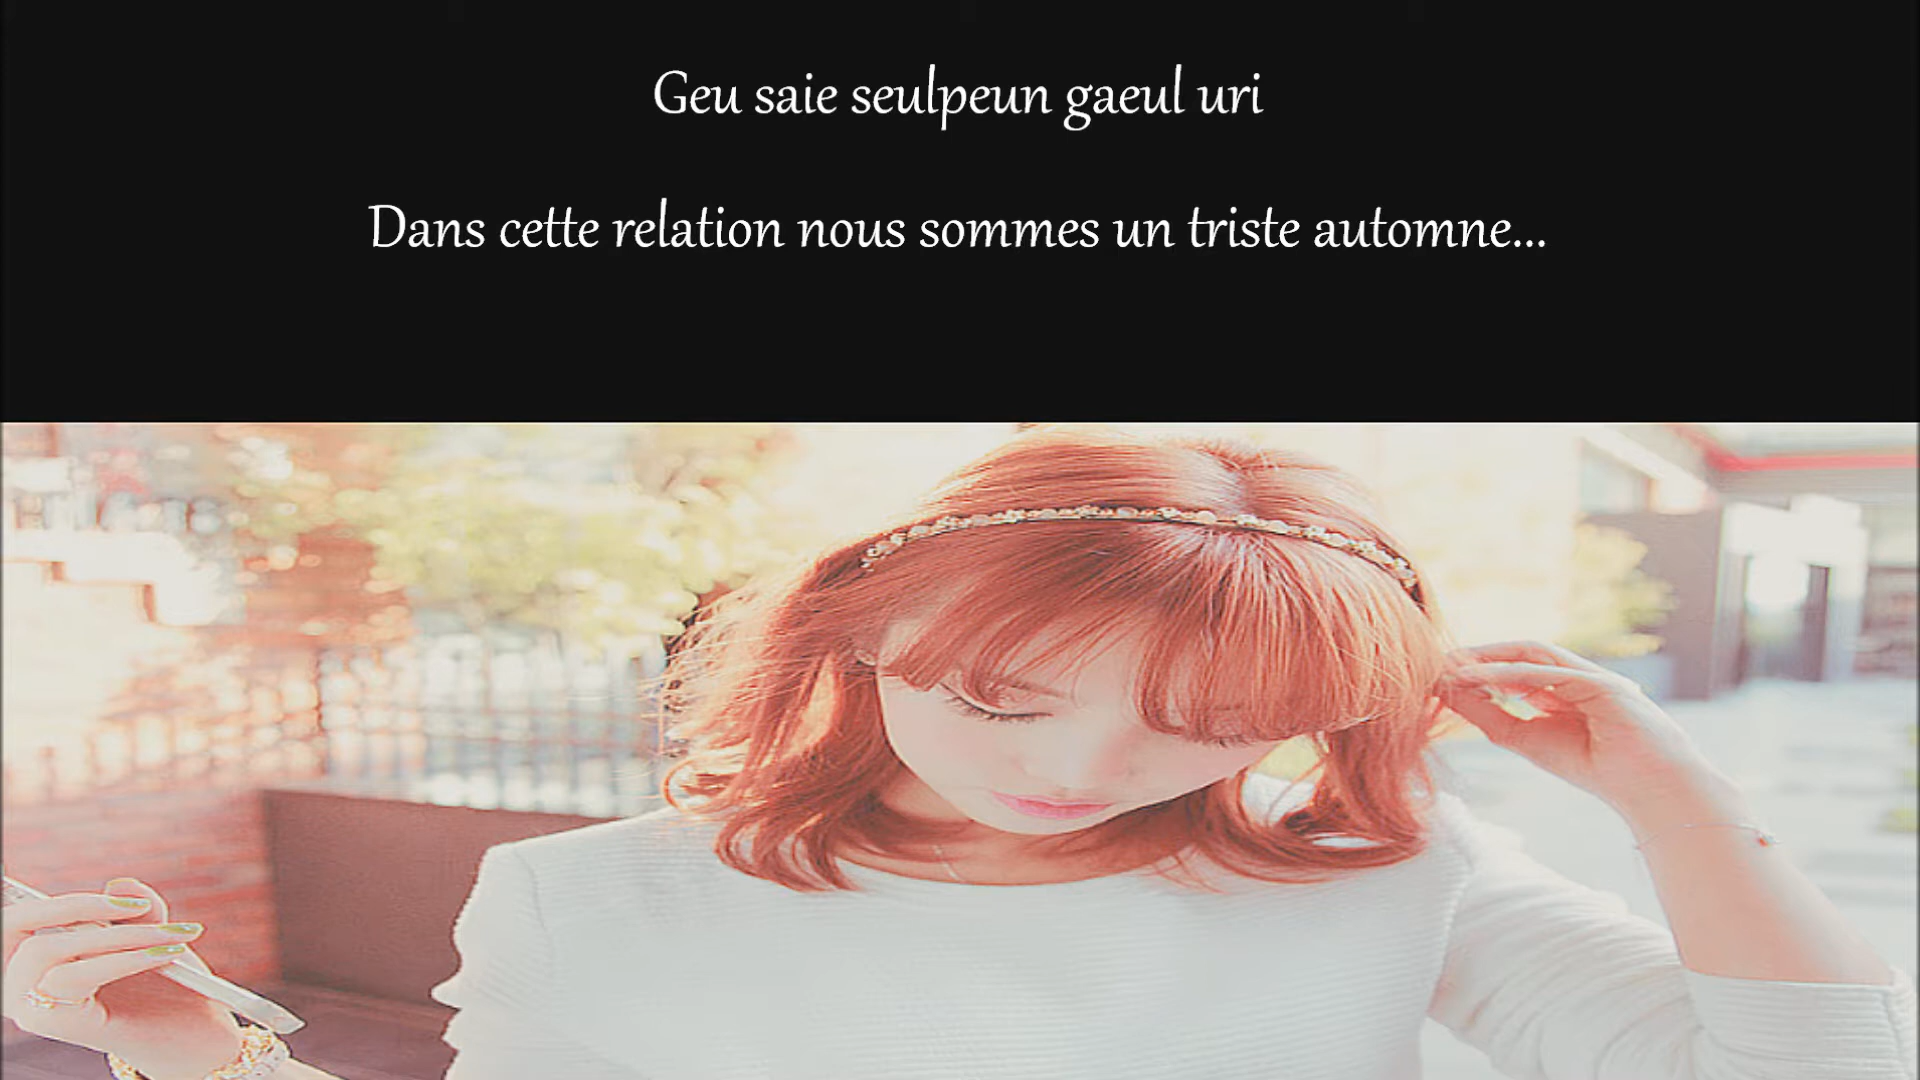 Geu saie seulpeun gaeul uri
Dans cette relation nous sommes un triste automne...